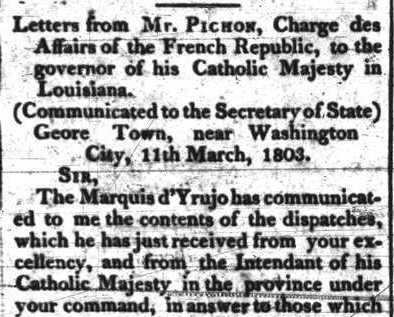 Letters from MR. PICHON, Charge des
Affairs of the French Republic, to the
governor of his Catholic Majesty in
Louisiana.
(Communicated to the Secretary of State)
Geore Town, near Washington
City, 11th March, 1803.
SIR,
The Marquis d'Yrujo has communicat-
ed to me the contents of the dispatches,
which he has just received from your ex-
cellency, and from the Intendant of his
Catholic Majesty in the province under
your command, in answer to those which